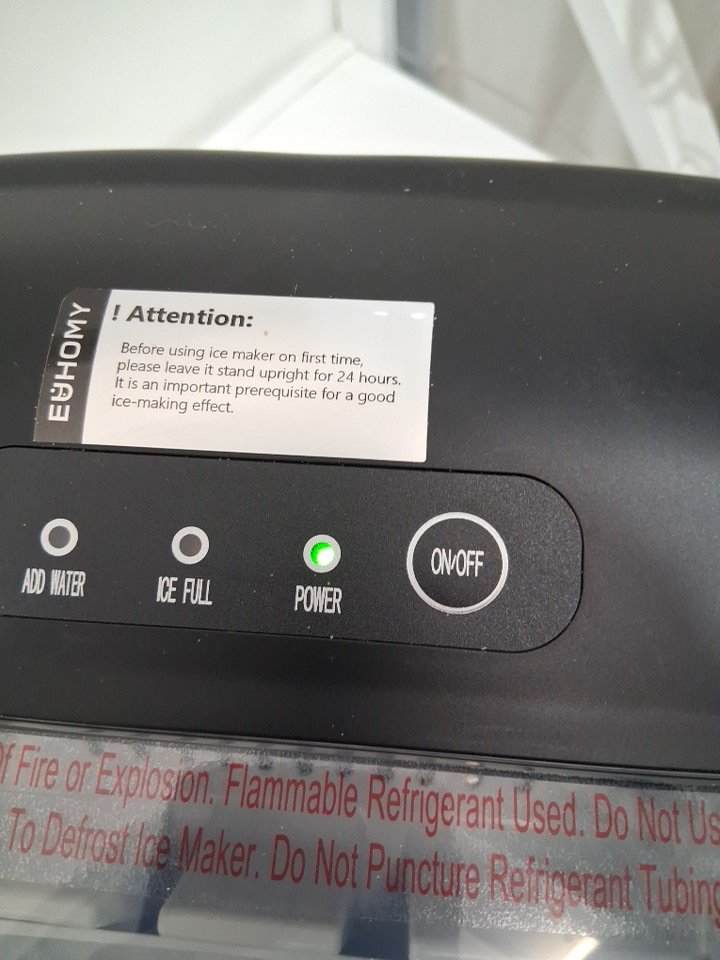 EUHOMY
! Attention:
Before using ice maker on first time,
please leave it stand upright for 24 hours.
It is an important prerequisite for a good
ice-making effect.
ADD WATER
ICE FULL
POWER
ON/OFF
Of Fire or Explosion. Flammable Refrigerant Used. Do Not
To Defrost Ice Maker. Do Not Puncture Refrigerant Tubing